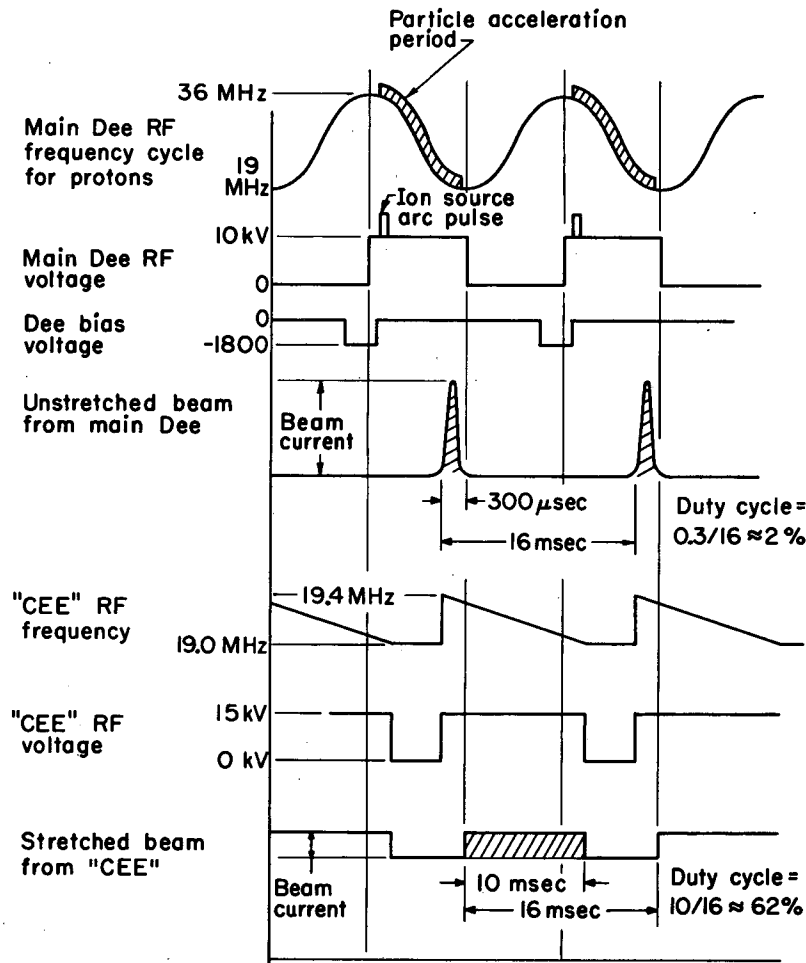 Particle acceleration
period
36 MHz
Main Dee RF
frequency cycle
for protons
19
MHz
Ion source
arc pulse
10 kV
Main Dee RF
voltage
0
Dee bias
voltage
0
-1800
Unstretched beam
from main Dee
Beam
current
300 μsec
16 msec
Duty cycle =
0.3/16 ≈ 2 %
"CEE" RF
frequency
19.4 MHz
19.0 MHz
"CEE" RF
voltage
15 kV
0 kV
Stretched beam
from "CEE"
Beam
current
10 msec
16 msec
Duty cycle =
10/16 ≈ 62%